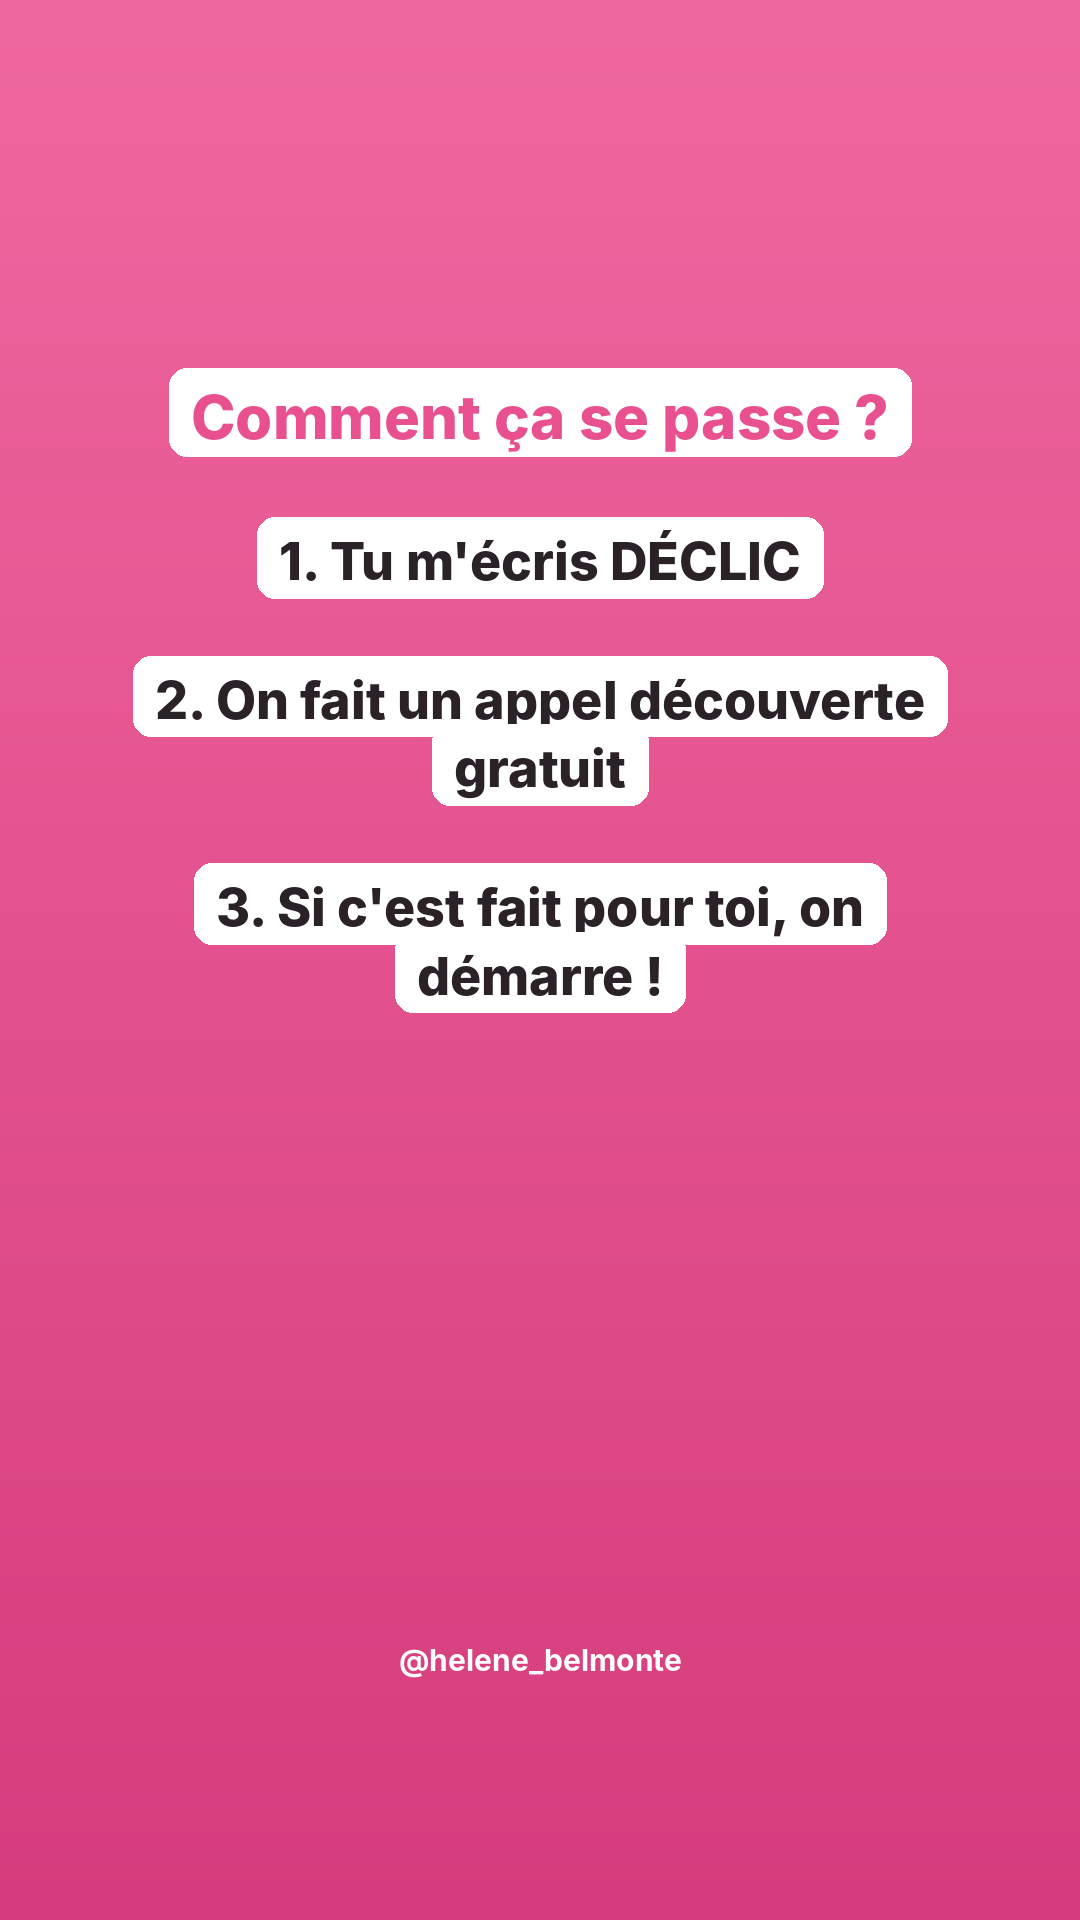 Comment ça se passe ?
1. Tu m'écris DÉCLIC
2. On fait un appel découverte
gratuit
3. Si c'est fait pour toi, on
démarre !
@helene_belmonte